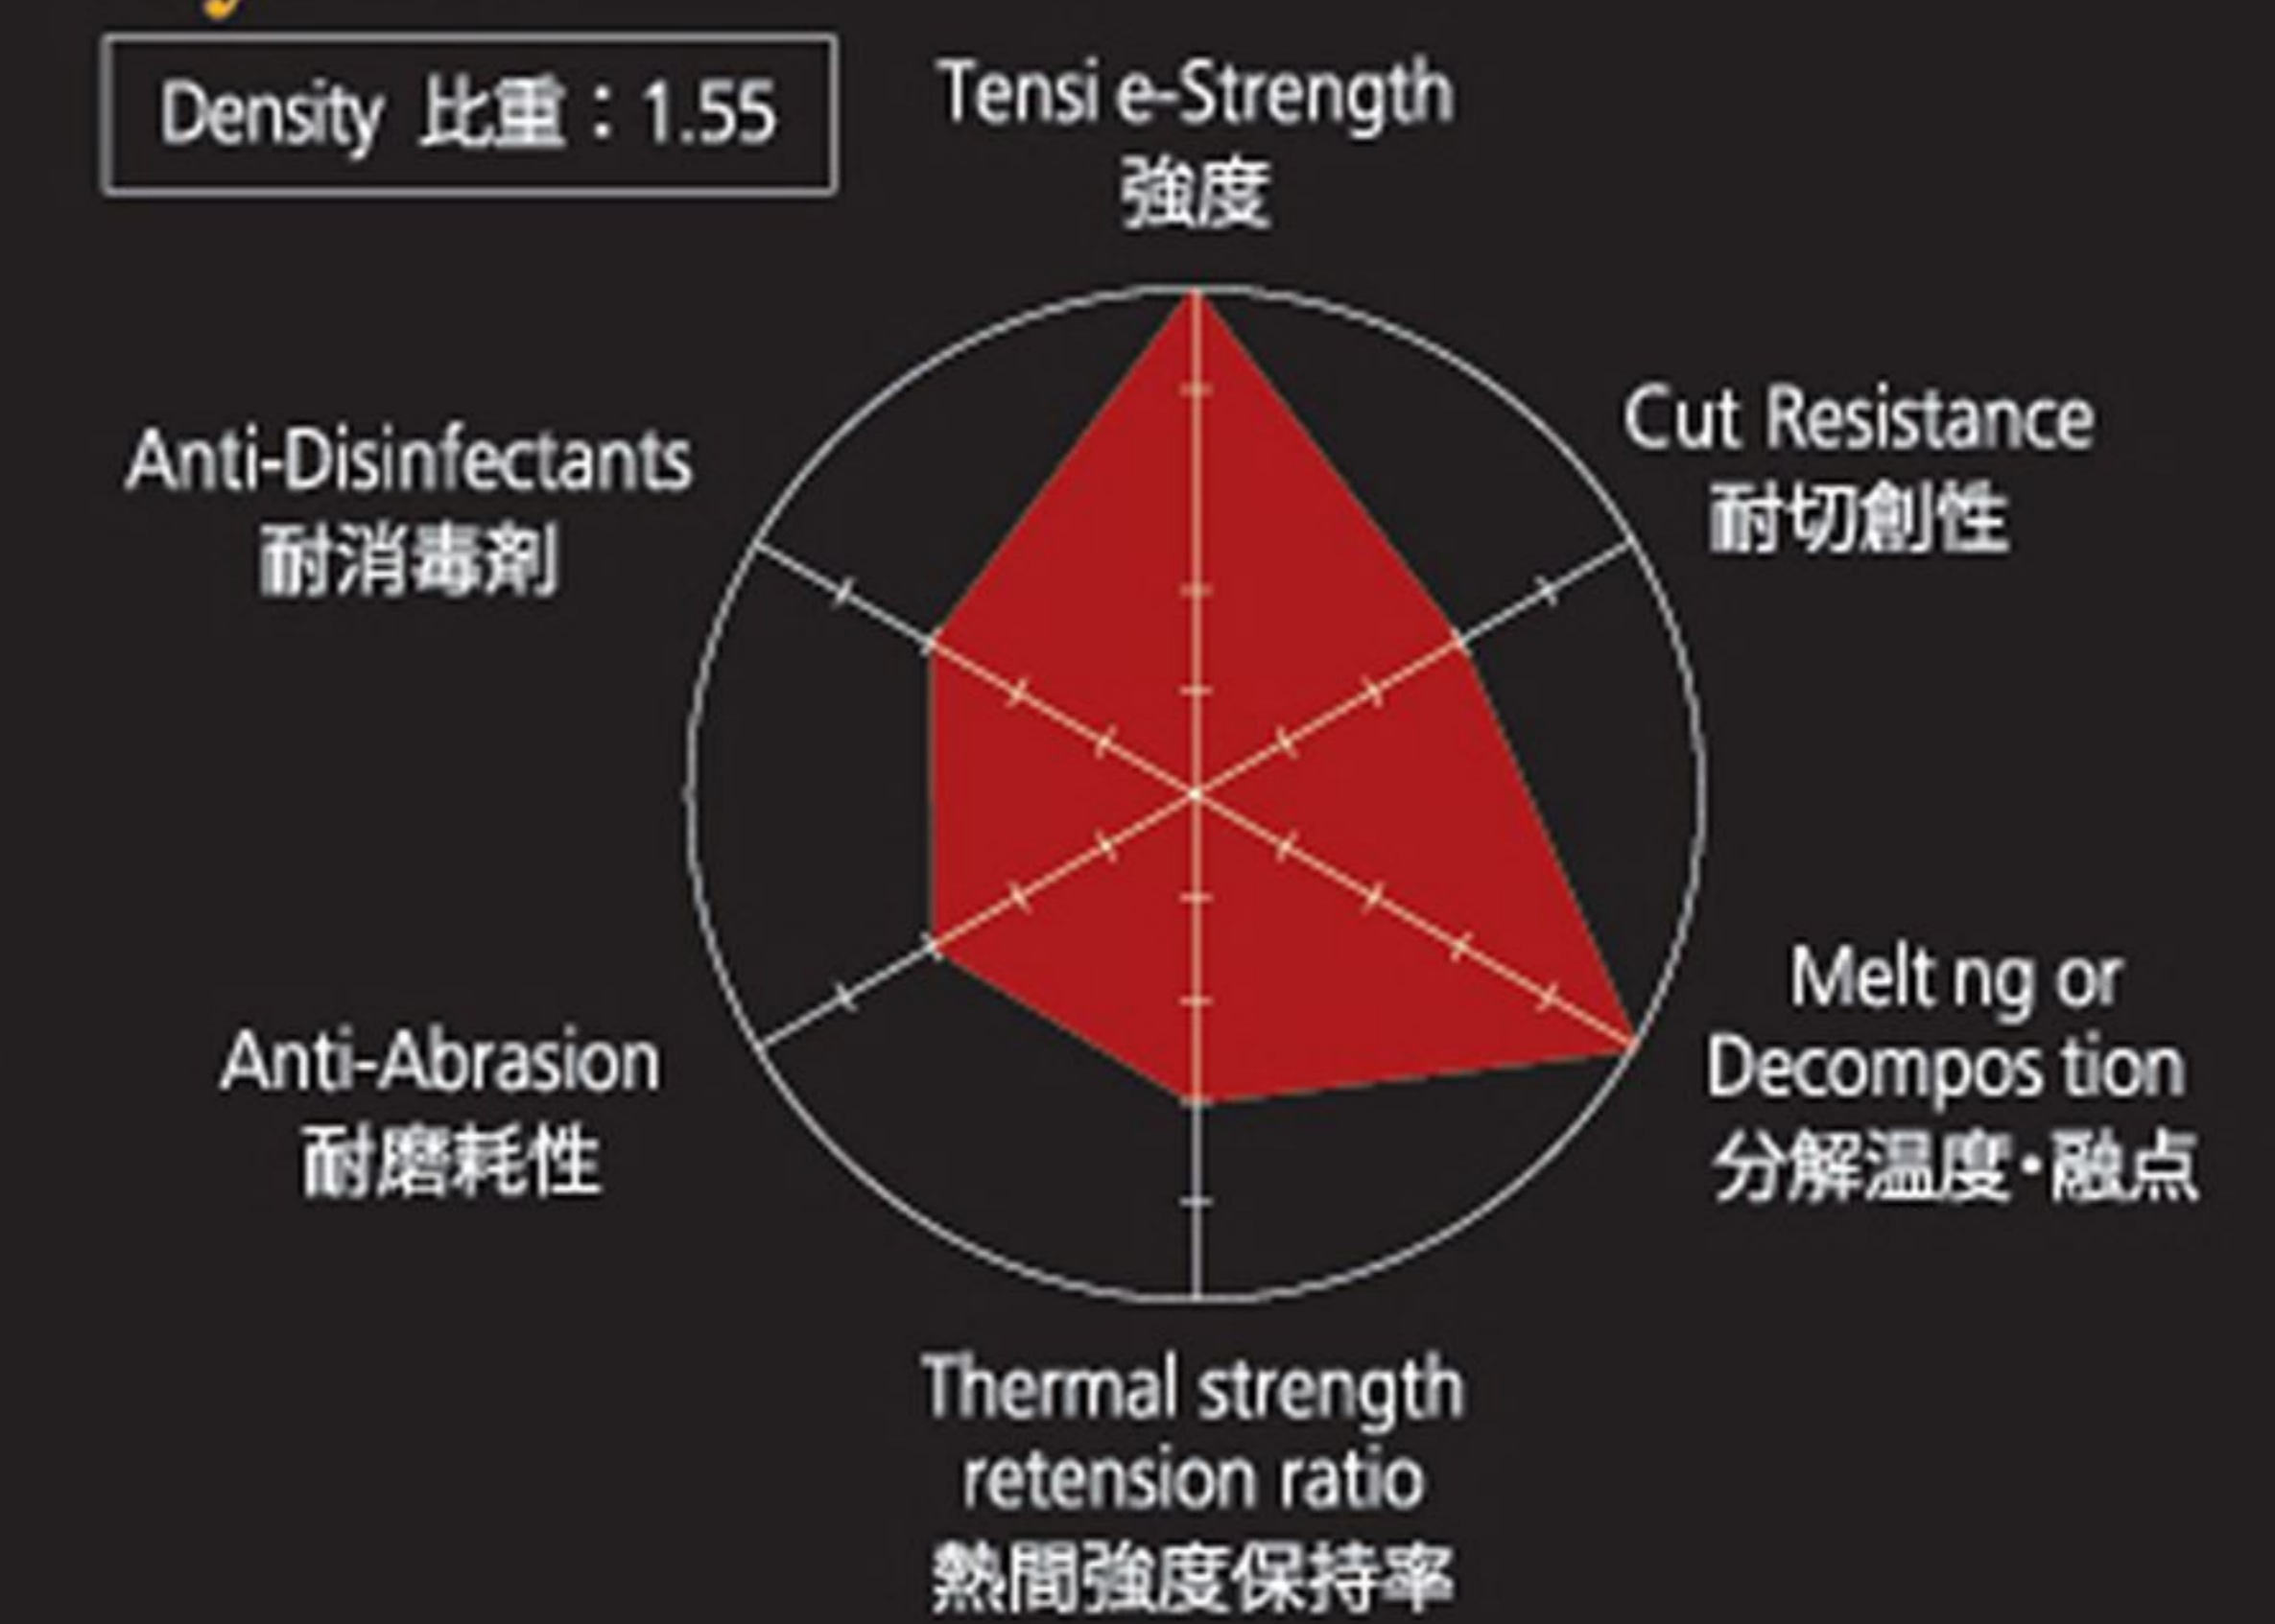 Density 比重：1.55
Tensi e-Strength
強度
Cut Resistance
耐切創性
Anti-Disinfectants
耐消毒剤
Melt ng or
Decompos tion
分解温度・融点
Anti-Abrasion
耐磨耗性
Thermal strength
retension ratio
熱間強度保持率